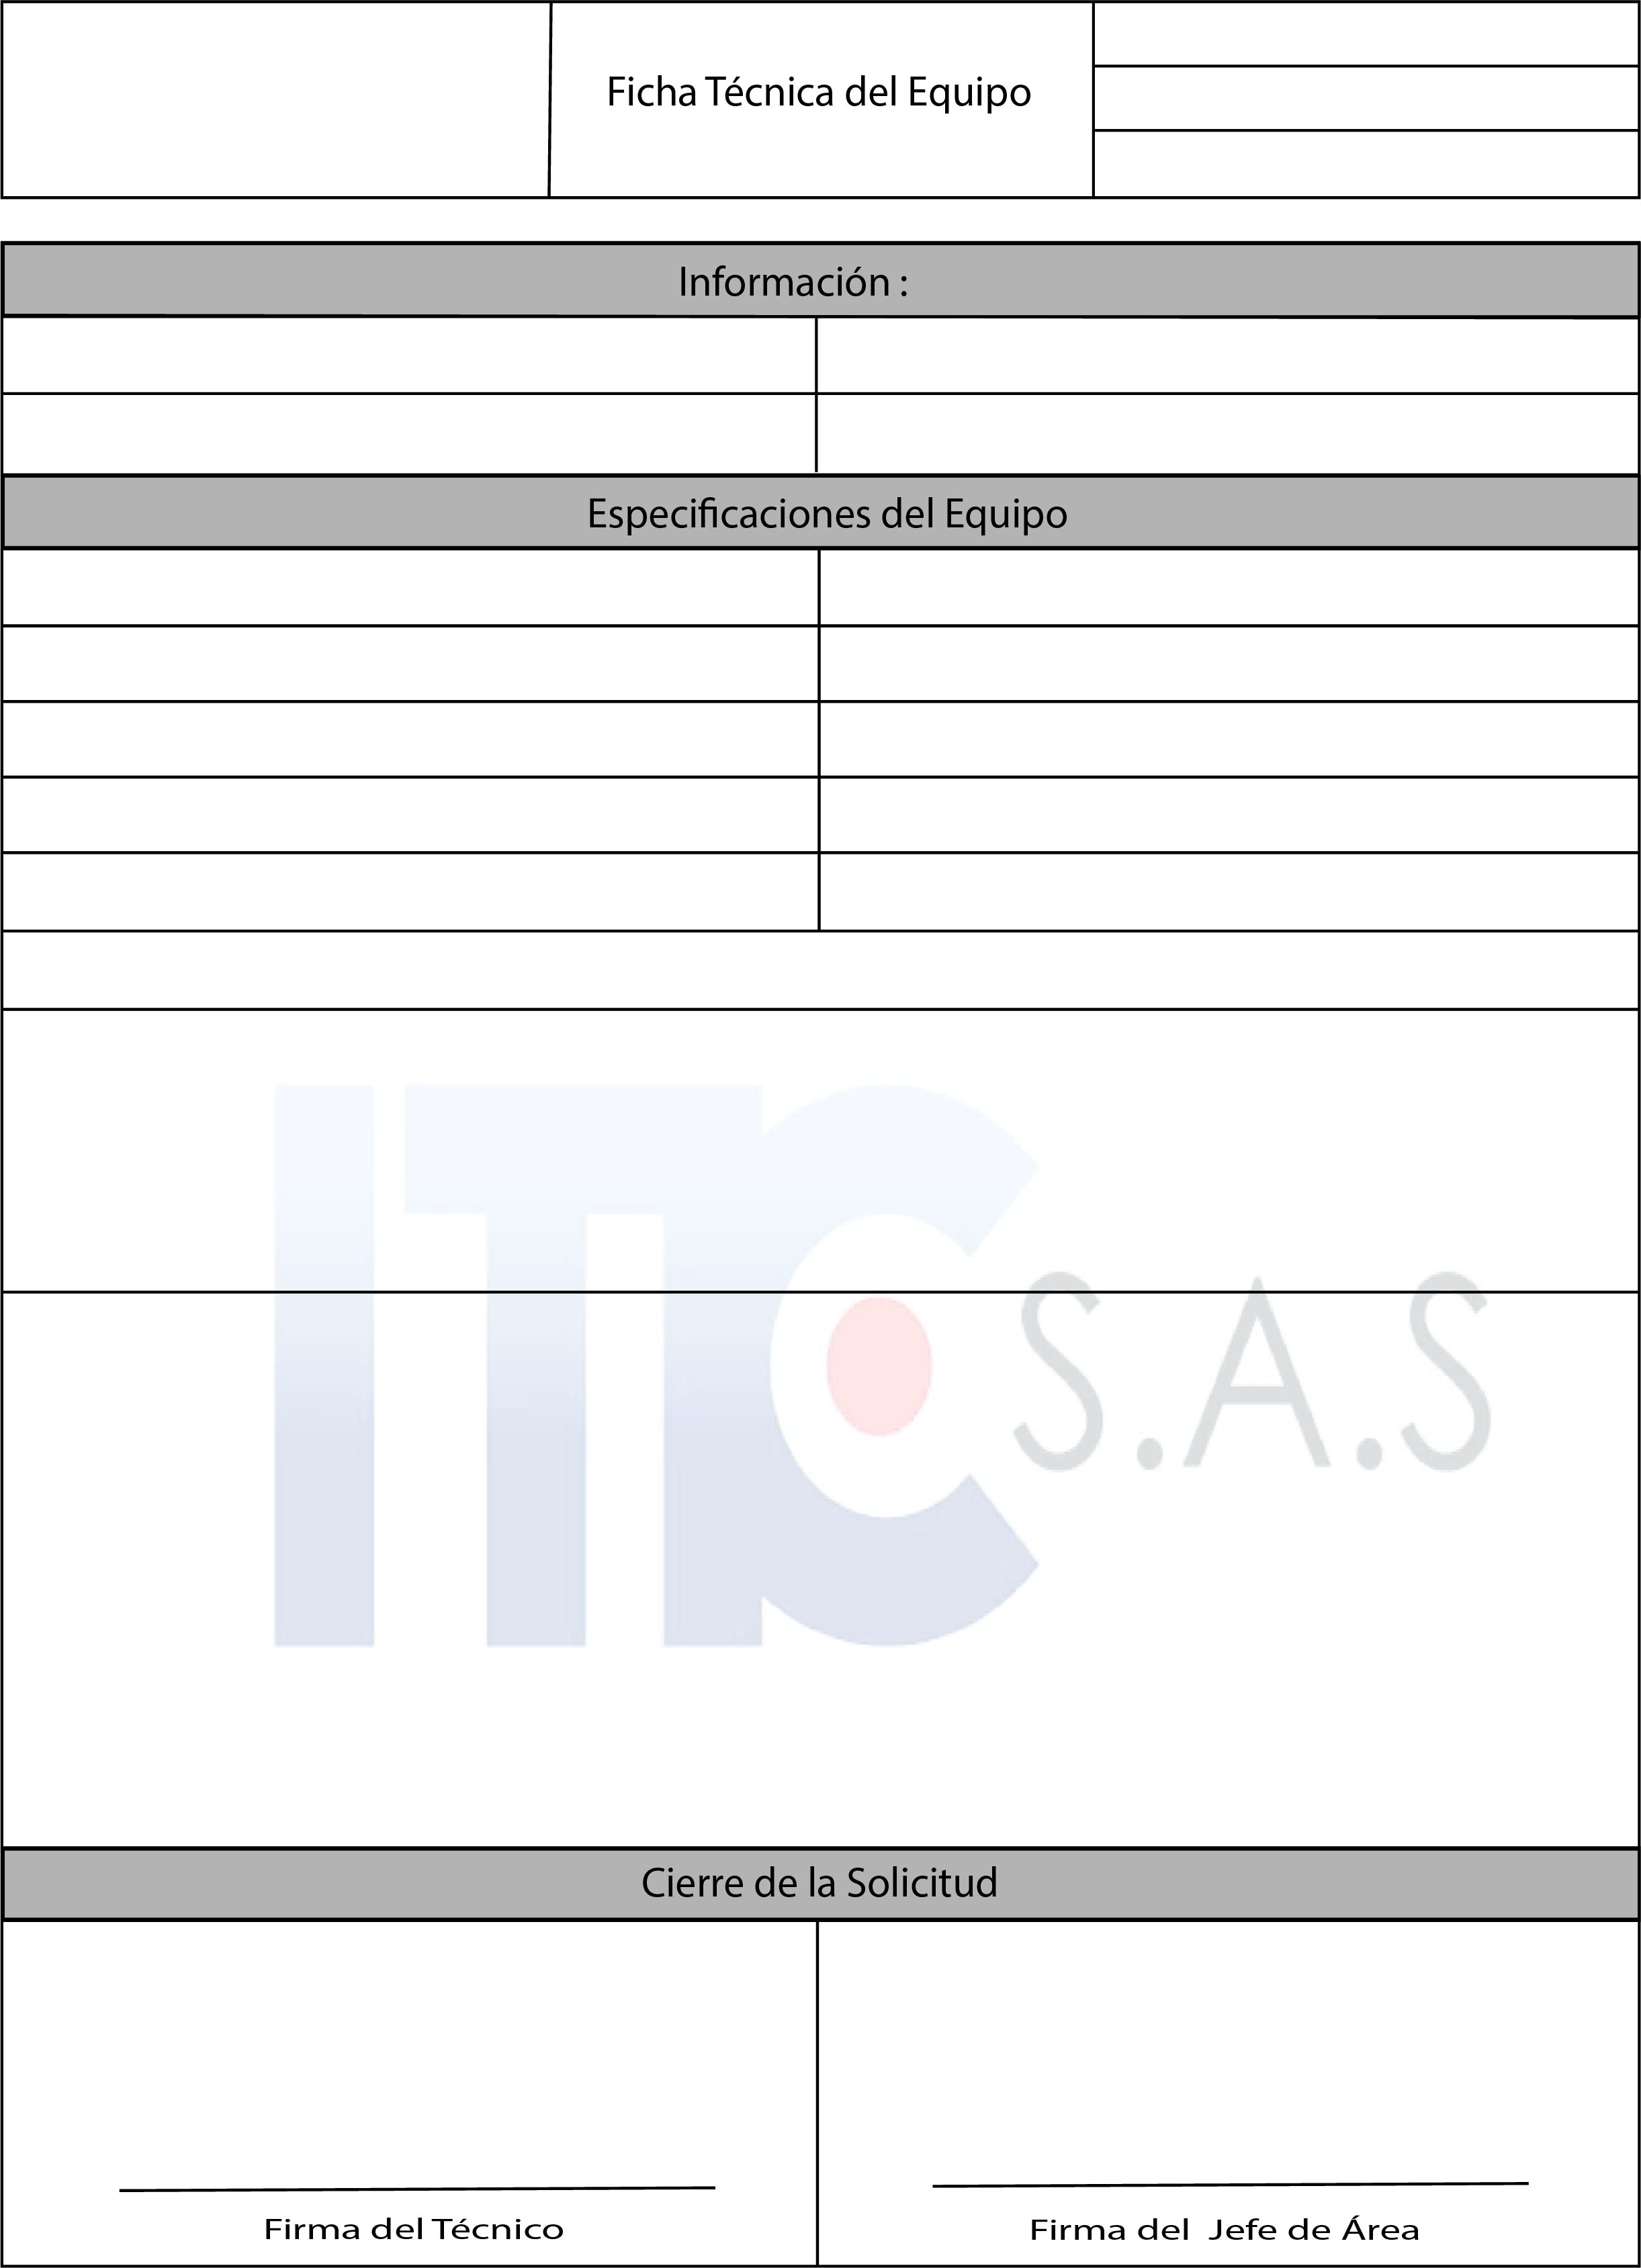 Ficha Técnica del Equipo
Información :
Especificaciones del Equipo
ITC S.A.S
Cierre de la Solicitud
Firma del Técnico
Firma del Jefe de Área